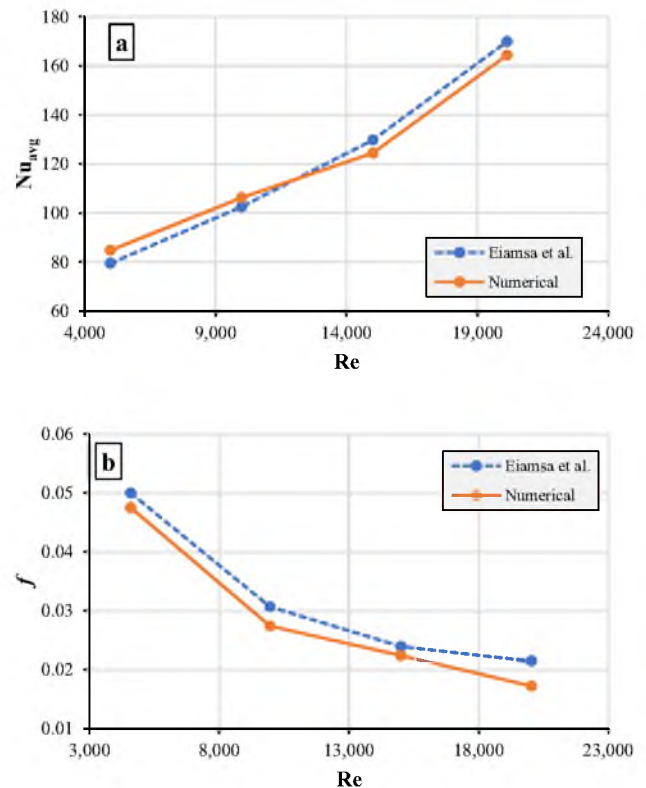 180
a
160
140
120
100
80
60
Nu_avg
Eiamsa et al.
Numerical
4,000 9,000 14,000 19,000 24,000
Re
0.06
b
0.05
0.04
0.03
0.02
0.01
f
Eiamsa et al.
Numerical
3,000 8,000 13,000 18,000 23,000
Re